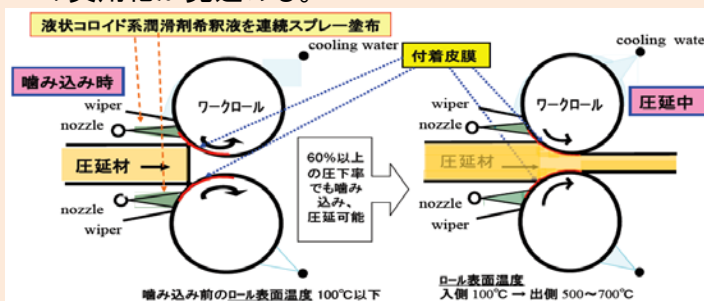 液状コロイド系潤滑剤希釈液を連続スプレー塗布
cooling water
付着皮膜
cooling wat
噛み込み時
圧延中
wiper
nozzle
ワークロール
ワークロール
wiper
nozzle
圧延材
60%以上
の圧下率
でも噛み
込み、
圧延可能
圧延材
nozzle
wiper
nozzle
wiper
噛み込み前のロール表面温度 100℃以下
ロール表面温度
入側 100℃ → 出側 500～700℃